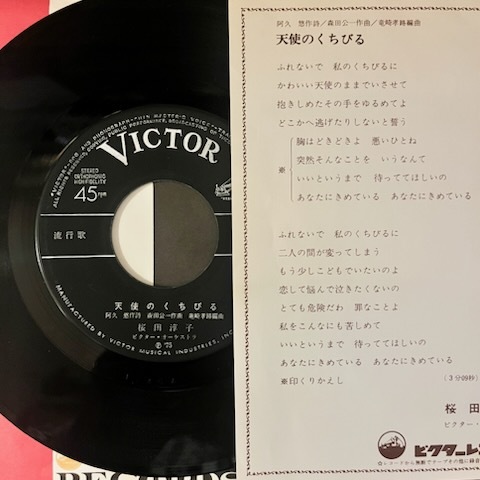 VICTOR
STEREO
ORTHOPHONIC
HIGH FIDELITY
45rpm
流行歌
天使のくちびる
阿久 悠作詩 森田公一作曲 竜崎孝路編曲
桜田淳子
ビクター・オーケストラ
Ⓟ '75
MANUFACTURED BY VICTOR MUSICAL INDUSTRIES, INC.
阿久 悠作詩/森田公一作曲/竜崎孝路編曲
天使のくちびる
ふれないで 私のくちびるに
かわいい天使のままでいさせて
抱きしめたその手をゆるめてよ
どこかへ逃げたりしないと誓う
胸はどきどきよ 悪いひとね
突然そんなことを いうなんて
※
いいというまで 待っててほしいの
あなたにきめている あなたにきめている
ふれないで 私のくちびるに
二人の間が変ってしまう
もう少しこどもでいたいのよ
恋して悩んで泣きたくないの
とても危険だわ 罪なことよ
私をこんなにも苦しめて
いいというまで 待っててほしいの
あなたにきめている あなたにきめている
※印くりかえし
(3分09秒)
桜 田
ビクター・
ビクターレ